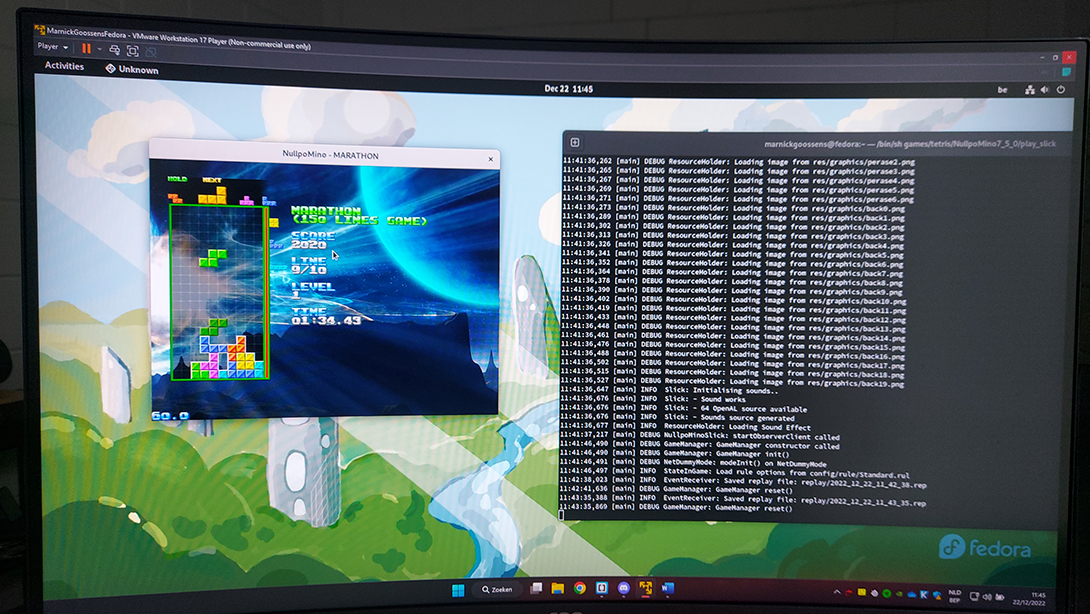 MarnickGoossensFedora - VMware Workstation 17 Player (Non-commercial use only)
Player
Activities
Unknown
Dec 22 11:45
be
NullpoMino - MARATHON
HOLD
NEXT
MARATHON
(150 LINES GAME)
SCORE
2020
LINE
9/10
LEVEL
1
TIME
01:34.43
60.0
marnickgoossens@fedora:~ — /bin/sh games/tetris/NullpoMino7_5_0/play_slick
11:41:36,262 [main] DEBUG ResourceHolder: Loading image from res/graphics/perase2.png
11:41:36,265 [main] DEBUG ResourceHolder: Loading image from res/graphics/perase3.png
11:41:36,267 [main] DEBUG ResourceHolder: Loading image from res/graphics/perase4.png
11:41:36,269 [main] DEBUG ResourceHolder: Loading image from res/graphics/perase5.png
11:41:36,271 [main] DEBUG ResourceHolder: Loading image from res/graphics/perase6.png
11:41:36,273 [main] DEBUG ResourceHolder: Loading image from res/graphics/back0.png
11:41:36,289 [main] DEBUG ResourceHolder: Loading image from res/graphics/back1.png
11:41:36,302 [main] DEBUG ResourceHolder: Loading image from res/graphics/back2.png
11:41:36,313 [main] DEBUG ResourceHolder: Loading image from res/graphics/back3.png
11:41:36,326 [main] DEBUG ResourceHolder: Loading image from res/graphics/back4.png
11:41:36,341 [main] DEBUG ResourceHolder: Loading image from res/graphics/back5.png
11:41:36,352 [main] DEBUG ResourceHolder: Loading image from res/graphics/back6.png
11:41:36,364 [main] DEBUG ResourceHolder: Loading image from res/graphics/back7.png
11:41:36,378 [main] DEBUG ResourceHolder: Loading image from res/graphics/back8.png
11:41:36,390 [main] DEBUG ResourceHolder: Loading image from res/graphics/back9.png
11:41:36,402 [main] DEBUG ResourceHolder: Loading image from res/graphics/back10.png
11:41:36,419 [main] DEBUG ResourceHolder: Loading image from res/graphics/back11.png
11:41:36,433 [main] DEBUG ResourceHolder: Loading image from res/graphics/back12.png
11:41:36,448 [main] DEBUG ResourceHolder: Loading image from res/graphics/back13.png
11:41:36,461 [main] DEBUG ResourceHolder: Loading image from res/graphics/back14.png
11:41:36,476 [main] DEBUG ResourceHolder: Loading image from res/graphics/back15.png
11:41:36,488 [main] DEBUG ResourceHolder: Loading image from res/graphics/back16.png
11:41:36,502 [main] DEBUG ResourceHolder: Loading image from res/graphics/back17.png
11:41:36,515 [main] DEBUG ResourceHolder: Loading image from res/graphics/back18.png
11:41:36,527 [main] DEBUG ResourceHolder: Loading image from res/graphics/back19.png
11:41:36,647 [main] INFO Slick: Initialising sounds..
11:41:36,676 [main] INFO Slick: - Sound works
11:41:36,676 [main] INFO Slick: - 64 OpenAL source available
11:41:36,676 [main] INFO Slick: - Sounds source generated
11:41:36,677 [main] INFO ResourceHolder: Loading Sound Effect
11:41:37,217 [main] DEBUG NullpoMinoSlick: startObserverClient called
11:41:46,490 [main] DEBUG GameManager: GameManager constructor called
11:41:46,490 [main] DEBUG GameManager: GameManager init()
11:41:46,491 [main] DEBUG NetDummyMode: modeInit() on NetDummyMode
11:41:46,497 [main] INFO StateInGame: Load rule options from config/rule/Standard.rul
11:42:38,023 [main] INFO EventReceiver: Saved replay file: replay/2022_12_22_11_42_38.rep
11:42:41,636 [main] DEBUG GameManager: GameManager reset()
11:43:35,388 [main] INFO EventReceiver: Saved replay file: replay/2022_12_22_11_43_35.rep
11:43:35,869 [main] DEBUG GameManager: GameManager reset()
fedora
Zoeken
NLD
BEP
11:45
22/12/2022